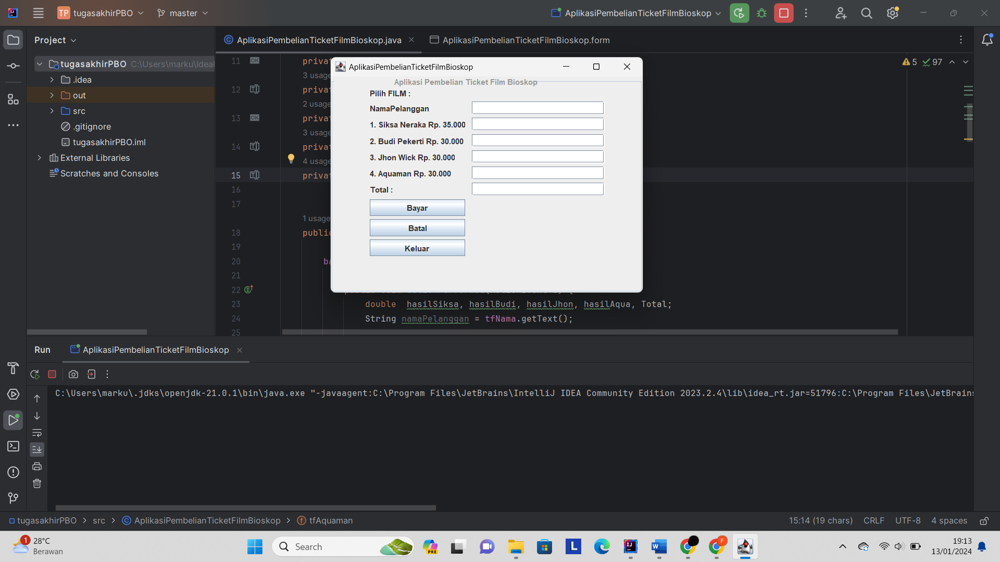 TP tugasakhirPBO master AplikasiPembelianTicketFilmBioskop
Project
AplikasiPembelianTicketFilmBioskop.java
AplikasiPembelianTicketFilmBioskop.form
tugasakhirPBO C:\Users\marku\Ideal
.idea
out
src
.gitignore
tugasakhirPBO.iml
External Libraries
Scratches and Consoles
5 97
11 OK
3 usage
12
2 usage
13 OK
3 usage
14
4 usage
15
16
17
1 usage
18 public
19
20
21
22
23 double hasilSiksa, hasilBudi, hasilJhon, hasilAqua, Total;
24 String namaPelanggan = tfNama.getText();
25
AplikasiPembelianTicketFilmBioskop
Aplikasi Pembelian Ticket Film Bioskop
Pilih FILM :
NamaPelanggan
1. Siksa Neraka Rp. 35.000
2. Budi Pekerti Rp. 30.000
3. Jhon Wick Rp. 30.000
4. Aquaman Rp. 30.000
Total :
Bayar
Batal
Keluar
Run AplikasiPembelianTicketFilmBioskop
C:\Users\marku\.jdks\openjdk-21.0.1\bin\java.exe "-javaagent:C:\Program Files\JetBrains\IntelliJ IDEA Community Edition 2023.2.4\lib\idea_rt.jar=51796:C:\Program Files\JetBrains
tugasakhirPBO > src > AplikasiPembelianTicketFilmBioskop > tfAquaman
15:14 (19 chars) CRLF UTF-8 4 spaces
1
28°C
Berawan
Search
PRE
L
IJ
W
F
19:13
13/01/2024